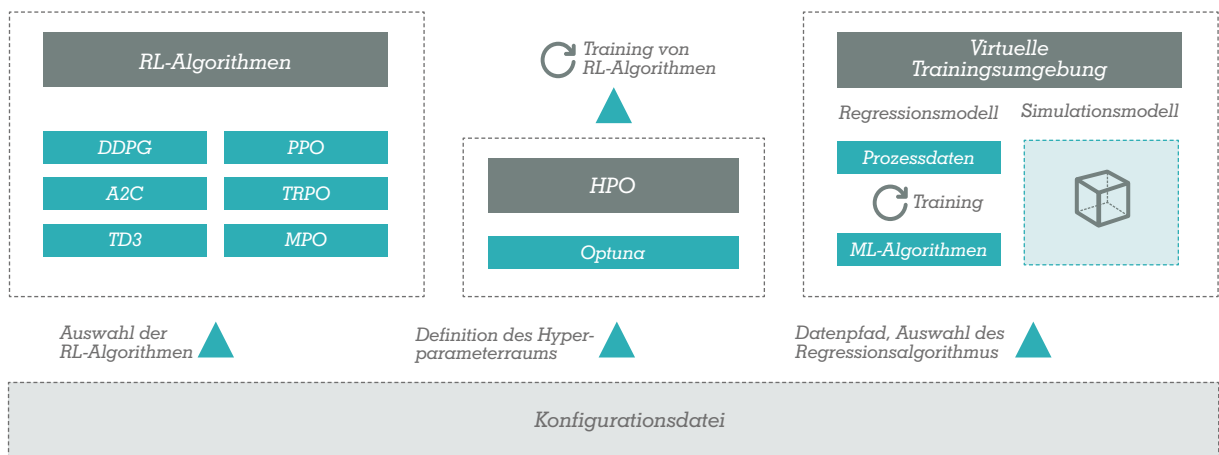 RL-Algorithmen
DDPG
PPO
A2C
TRPO
TD3
MPO
Training von
RL-Algorithmen
HPO
Optuna
Virtuelle
Trainingsumgebung
Regressionsmodell
Simulationsmodell
Prozessdaten
Training
ML-Algorithmen
Auswahl der
RL-Algorithmen
Definition des Hyper-
parameterraums
Datenpfad, Auswahl des
Regressionsalgorithmus
Konfigurationsdatei